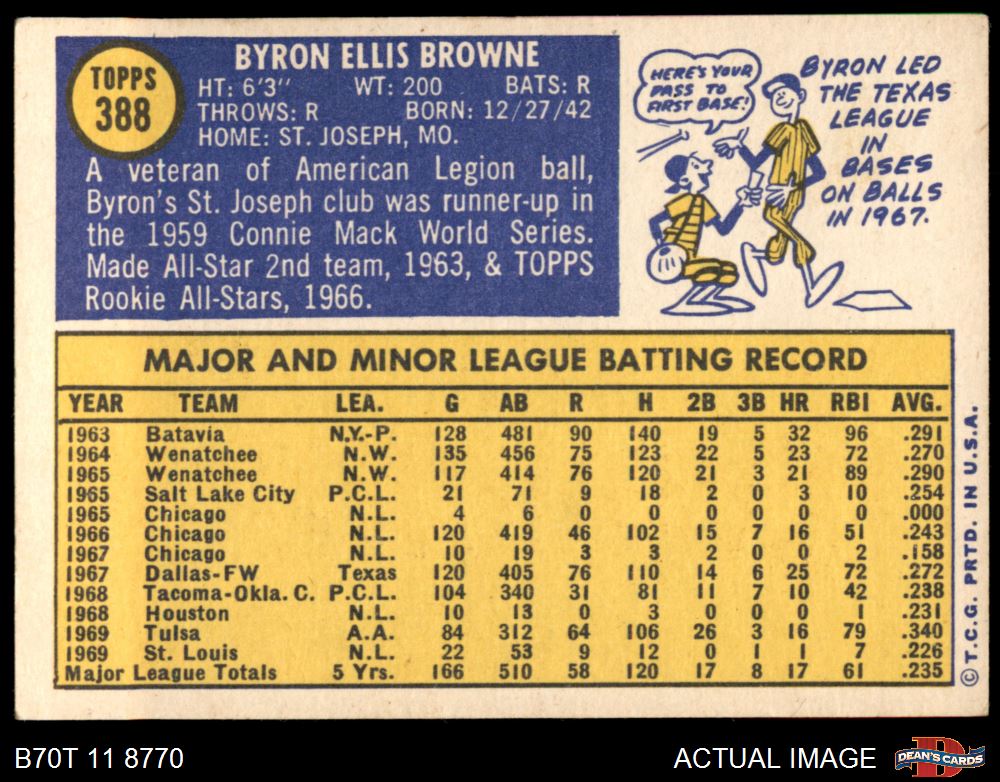 TOPPS
388
BYRON ELLIS BROWNE
HT: 6'3" WT: 200 BATS: R
THROWS: R BORN: 12/27/42
HOME: ST. JOSEPH, MO.
A veteran of American Legion ball,
Byron's St. Joseph club was runner-up in
the 1959 Connie Mack World Series.
Made All-Star 2nd team, 1963, & TOPPS
Rookie All-Stars, 1966.
HERE'S YOUR
PASS TO
FIRST BASE!
BYRON LED
THE TEXAS
LEAGUE
IN
BASES
ON BALLS
IN 1967.
MAJOR AND MINOR LEAGUE BATTING RECORD
YEAR TEAM LEA. G AB R H 2B 3B HR RBI AVG.
1963 Batavia N.Y.-P. 128 481 90 140 19 5 32 96 .291
1964 Wenatchee N.W. 135 456 75 123 22 5 23 72 .270
1965 Wenatchee N.W. 117 414 76 120 21 3 21 89 .290
1965 Salt Lake City P.C.L. 21 71 9 18 2 0 3 10 .254
1965 Chicago N.L. 4 6 0 0 0 0 0 0 .000
1966 Chicago N.L. 120 419 46 102 15 7 16 51 .243
1967 Chicago N.L. 10 19 3 3 2 0 0 2 .158
1967 Dallas-FW Texas 120 405 76 110 14 6 25 72 .272
1968 Tacoma-Okla. C. P.C.L. 104 340 31 81 11 7 10 42 .238
1968 Houston N.L. 10 13 0 3 0 0 0 1 .231
1969 Tulsa A.A. 84 312 64 106 26 3 16 79 .340
1969 St. Louis N.L. 22 53 9 12 0 1 1 7 .226
Major League Totals 5 Yrs. 166 510 58 120 17 8 17 61 .235
© T.C.G. PRTD. IN U.S.A.
B70T 11 8770
ACTUAL IMAGE
D
DEAN'S CARDS